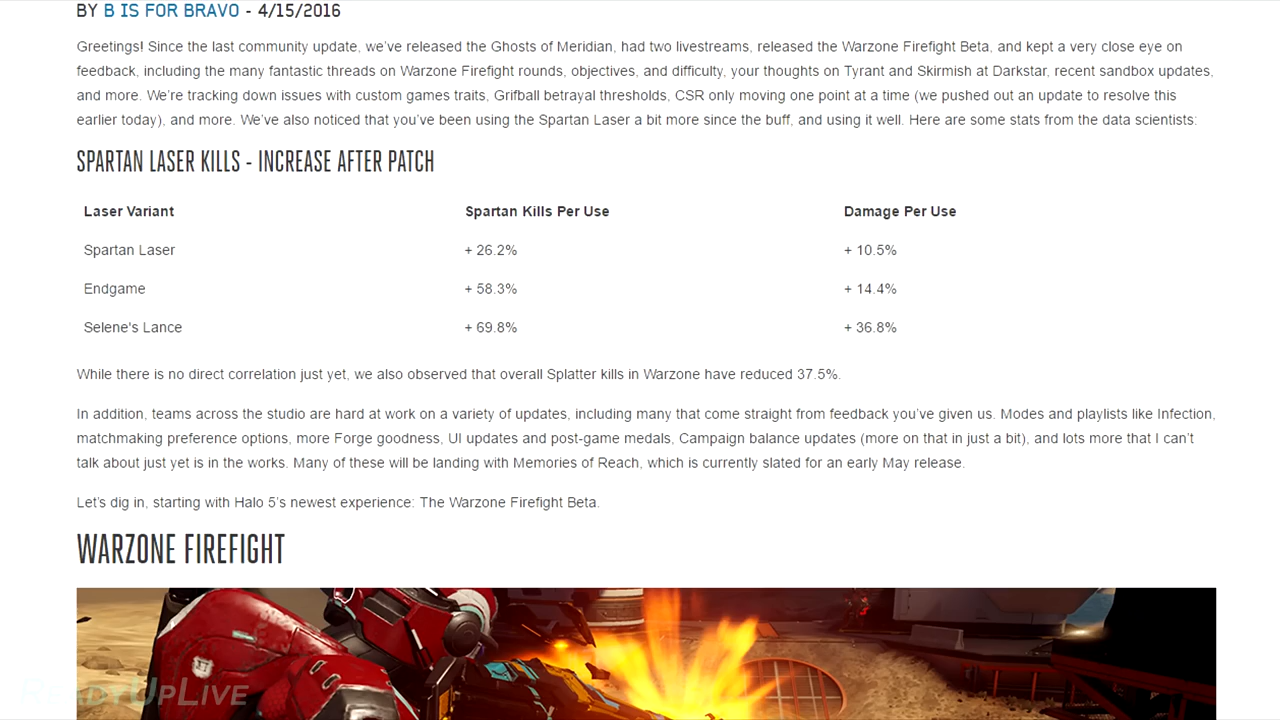 BY B IS FOR BRAVO - 4/15/2016
Greetings! Since the last community update, we've released the Ghosts of Meridian, had two livestreams, released the Warzone Firefight Beta, and kept a very close eye on
feedback, including the many fantastic threads on Warzone Firefight rounds, objectives, and difficulty, your thoughts on Tyrant and Skirmish at Darkstar, recent sandbox updates,
and more. We're tracking down issues with custom games traits, Grifball betrayal thresholds, CSR only moving one point at a time (we pushed out an update to resolve this
earlier today), and more. We've also noticed that you've been using the Spartan Laser a bit more since the buff, and using it well. Here are some stats from the data scientists:
SPARTAN LASER KILLS - INCREASE AFTER PATCH
Laser Variant Spartan Kills Per Use Damage Per Use
Spartan Laser + 26.2% + 10.5%
Endgame + 58.3% + 14.4%
Selene's Lance + 69.8% + 36.8%
While there is no direct correlation just yet, we also observed that overall Splatter kills in Warzone have reduced 37.5%.
In addition, teams across the studio are hard at work on a variety of updates, including many that come straight from feedback you've given us. Modes and playlists like Infection,
matchmaking preference options, more Forge goodness, UI updates and post-game medals, Campaign balance updates (more on that in just a bit), and lots more that I can't
talk about just yet is in the works. Many of these will be landing with Memories of Reach, which is currently slated for an early May release.
Let's dig in, starting with Halo 5's newest experience: The Warzone Firefight Beta.
WARZONE FIREFIGHT
READYUPLIVE